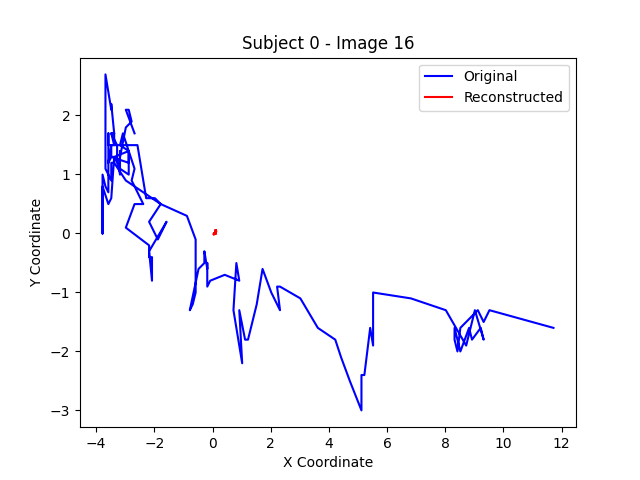 Subject 0 - Image 16
Original
Reconstructed
Y Coordinate
2
1
0
−1
−2
−3
−4 −2 0 2 4 6 8 10 12
X Coordinate